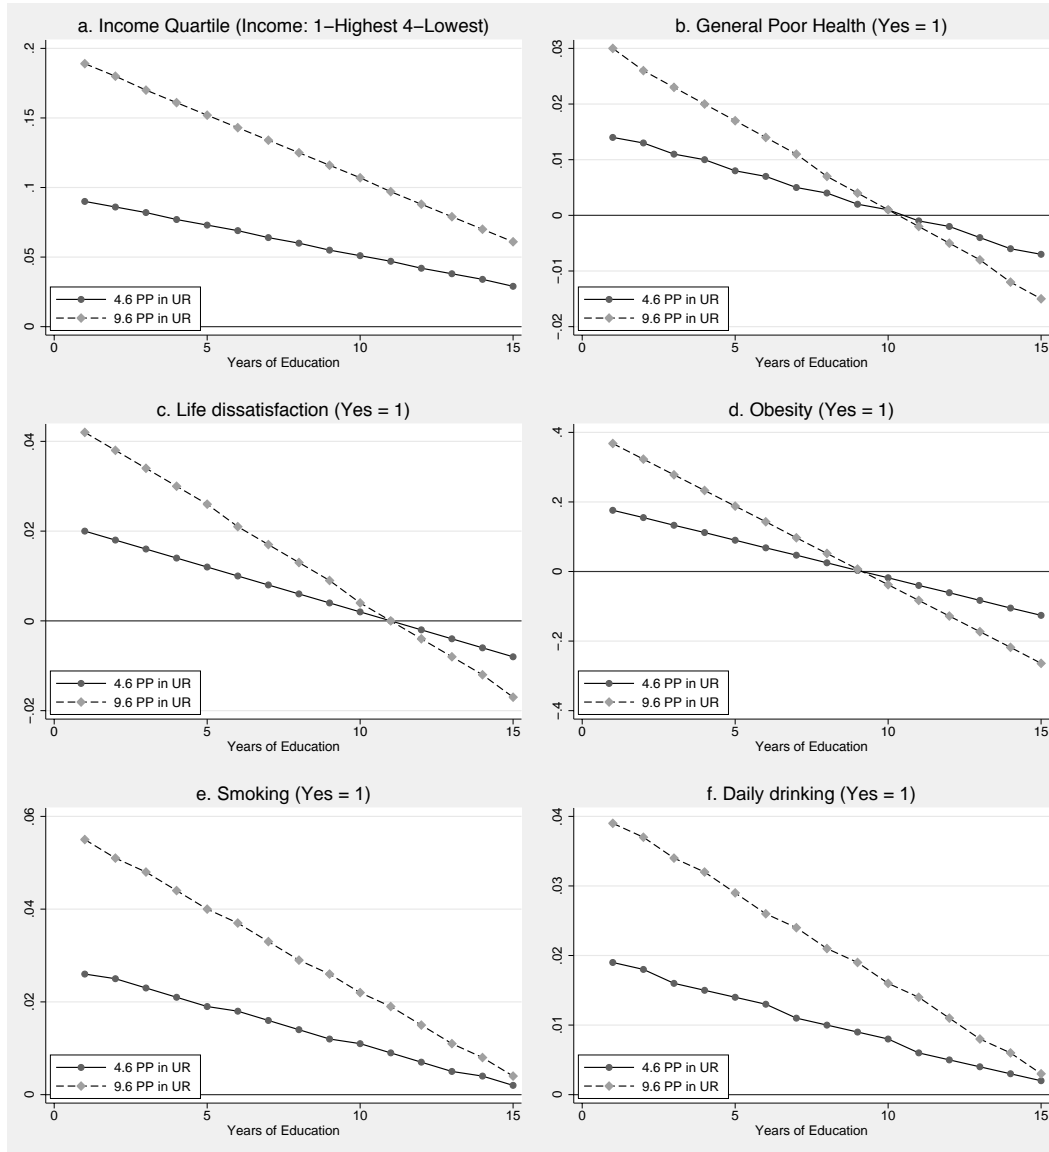 a. Income Quartile (Income: 1−Highest 4−Lowest)
.2
.15
.1
.05
0
4.6 PP in UR
9.6 PP in UR
0 5 10 15
Years of Education
b. General Poor Health (Yes = 1)
.03
.02
.01
0
−.01
−.02
4.6 PP in UR
9.6 PP in UR
0 5 10 15
Years of Education
c. Life dissatisfaction (Yes = 1)
.04
.02
0
−.02
4.6 PP in UR
9.6 PP in UR
0 5 10 15
Years of Education
d. Obesity (Yes = 1)
.4
.2
0
−.2
−.4
4.6 PP in UR
9.6 PP in UR
0 5 10 15
Years of Education
e. Smoking (Yes = 1)
.06
.04
.02
0
4.6 PP in UR
9.6 PP in UR
0 5 10 15
Years of Education
f. Daily drinking (Yes = 1)
.04
.03
.02
.01
0
4.6 PP in UR
9.6 PP in UR
0 5 10 15
Years of Education